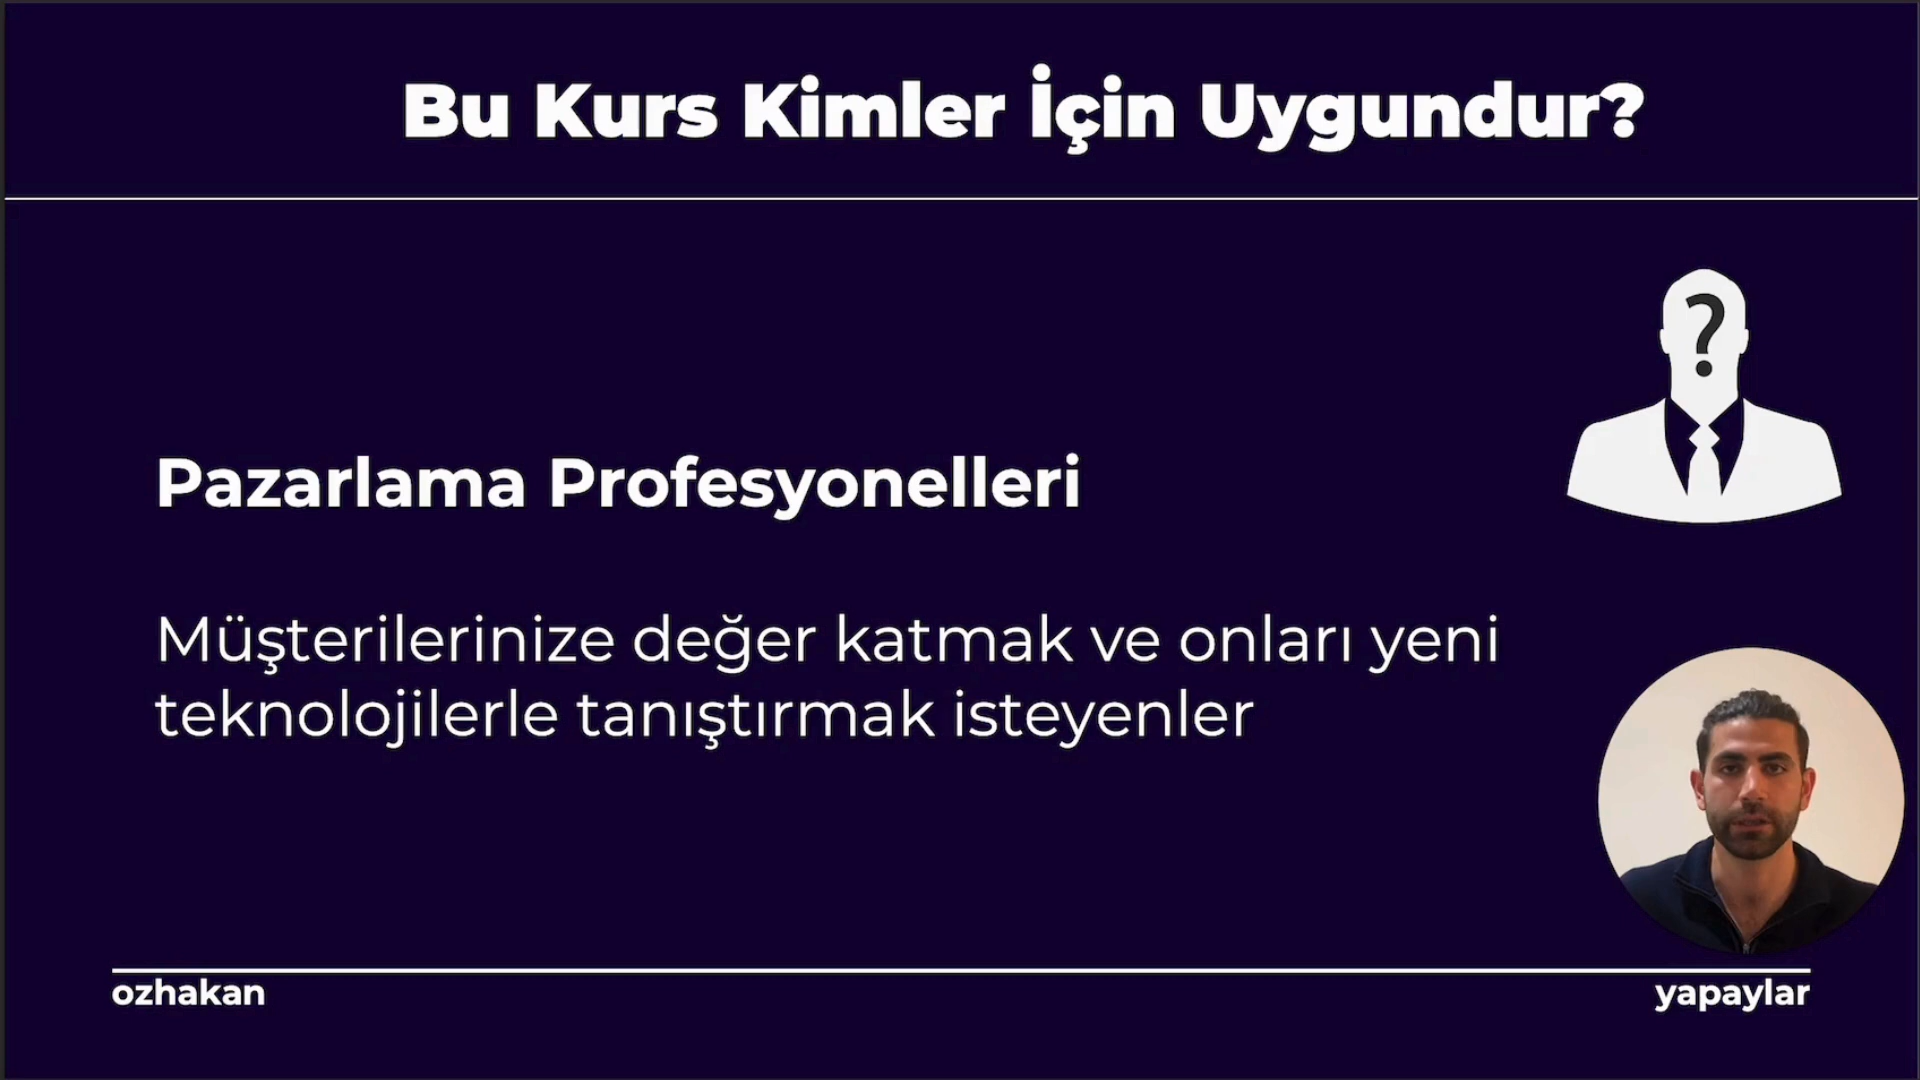 Bu Kurs Kimler İçin Uygundur?
?
Pazarlama Profesyonelleri
Müşterilerinize değer katmak ve onları yeni
teknolojilerle tanıştırmak isteyenler
ozhakan
yapaylar